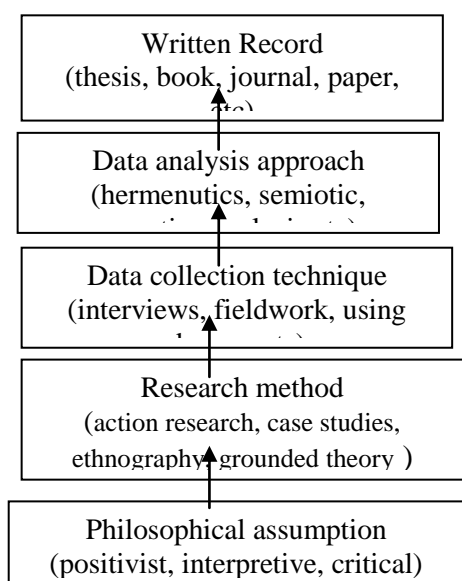 Written Record
(thesis, book, journal, paper,
etc)
Data analysis approach
(hermenutics, semiotic,
Data collection technique
(interviews, fieldwork, using
Research method
(action research, case studies,
ethnography, grounded theory )
Philosophical assumption
(positivist, interpretive, critical)